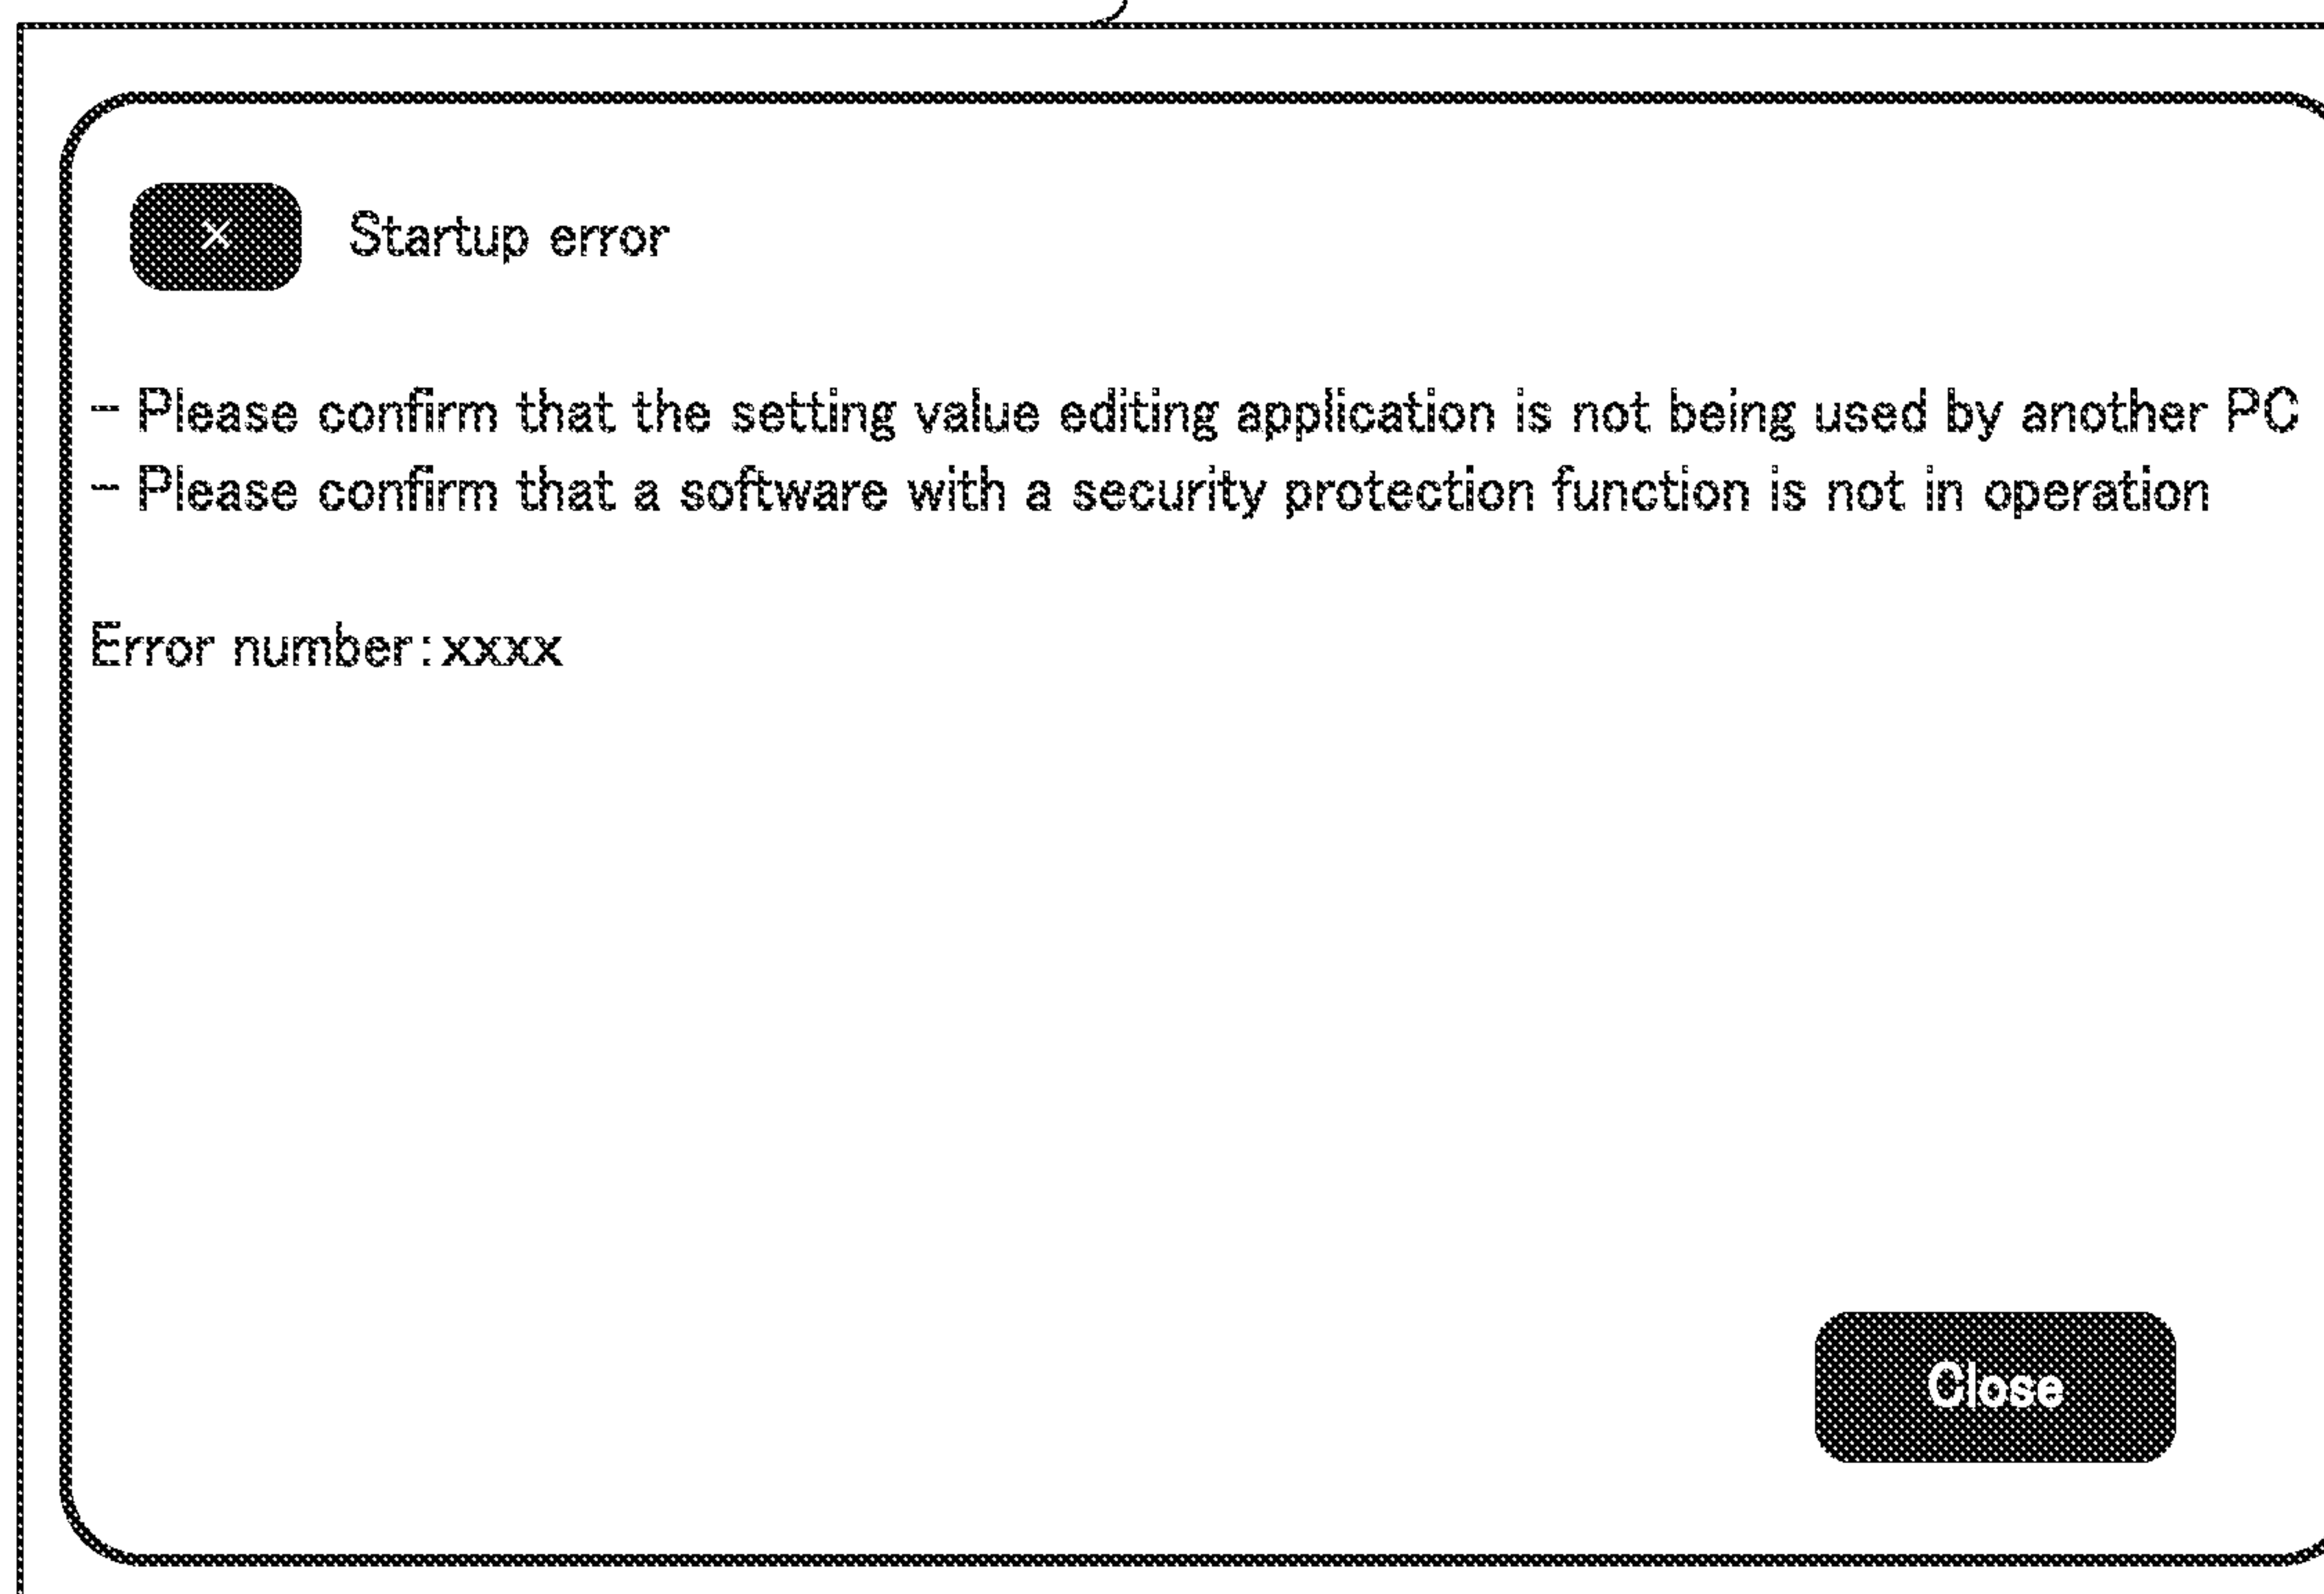 × Startup error
- Please confirm that the setting value editing application is not being used by another PC
- Please confirm that a software with a security protection function is not in operation
Error number:xxxx
Close